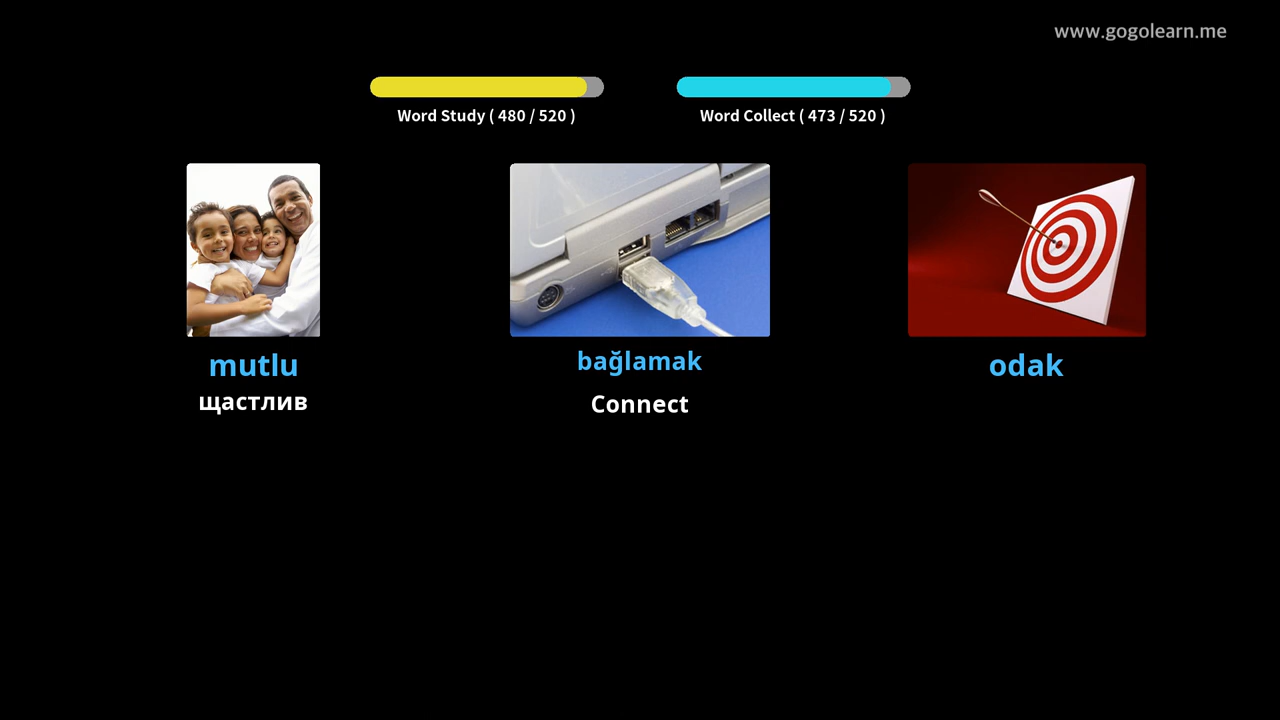 www.gogolearn.me
Word Study ( 480 / 520 )
Word Collect ( 473 / 520 )
mutlu
щастлив
bağlamak
Connect
odak